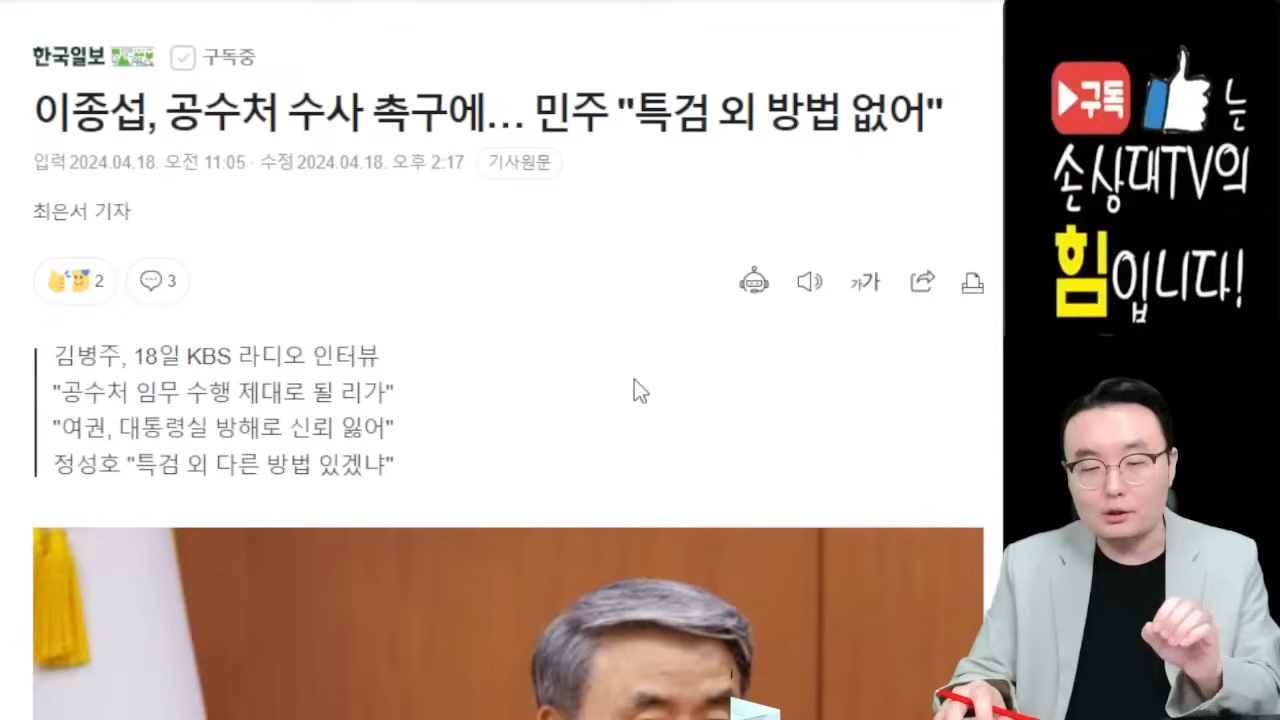 한국일보
구독중
이종섭, 공수처 수사 촉구에… 민주 "특검 외 방법 없어"
입력 2024.04.18. 오전 11:05 · 수정 2024.04.18. 오후 2:17
기사원문
최은서 기자
2
3
가가
김병주, 18일 KBS 라디오 인터뷰
"공수처 임무 수행 제대로 될 리가"
"여권, 대통령실 방해로 신뢰 잃어"
정성호 "특검 외 다른 방법 있겠냐"
구독
는
손상대TV의
힘입니다!